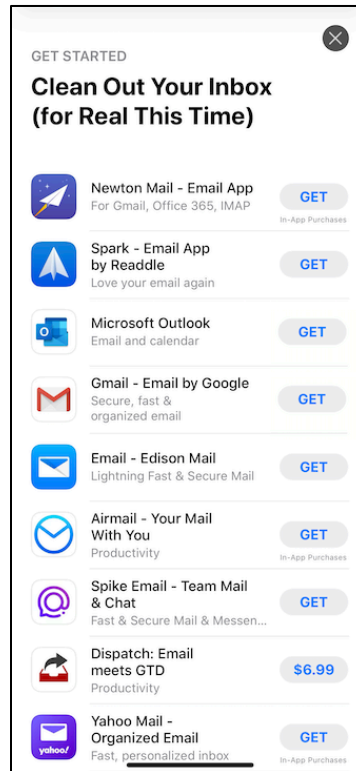 GET STARTED
Clean Out Your Inbox
(for Real This Time)
Newton Mail - Email App
For Gmail, Office 365, IMAP
GET
In-App Purchases
Spark - Email App
by Readdle
Love your email again
GET
Microsoft Outlook
Email and calendar
GET
Gmail - Email by Google
Secure, fast &
organized email
GET
Email - Edison Mail
Lightning Fast & Secure Mail
GET
Airmail - Your Mail
With You
Productivity
GET
In-App Purchases
Spike Email - Team Mail
& Chat
Fast & Secure Mail & Messen...
GET
Dispatch: Email
meets GTD
Productivity
$6.99
yahoo!
Yahoo Mail -
Organized Email
Fast, personalized inbox
GET
In-App Purchases